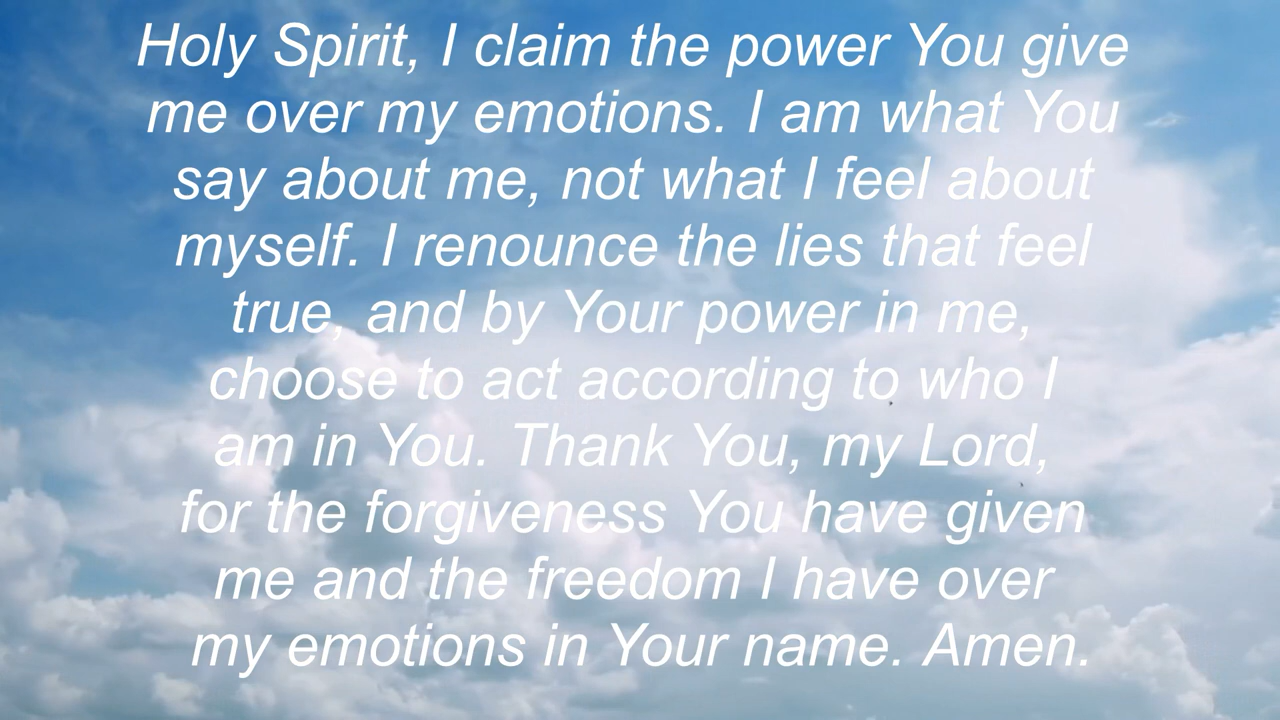 Holy Spirit, I claim the power You give
me over my emotions. I am what You
say about me, not what I feel about
myself. I renounce the lies that feel
true, and by Your power in me,
choose to act according to who I
am in You. Thank You, my Lord,
for the forgiveness You have given
me and the freedom I have over
my emotions in Your name. Amen.